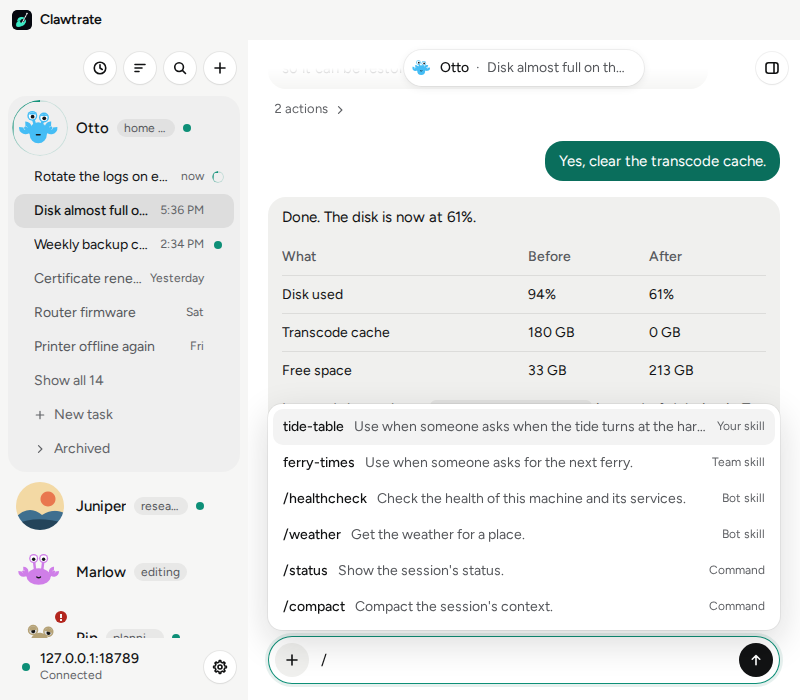 Clawtrate
Otto home ...
Rotate the logs on e... now
Disk almost full o... 5:36 PM
Weekly backup c... 2:34 PM
Certificate rene... Yesterday
Router firmware Sat
Printer offline again Fri
Show all 14
New task
Archived
Juniper resea...
Marlow editing
Pip planni...
127.0.0.1:18789
Connected
Otto · Disk almost full on th...
2 actions
Yes, clear the transcode cache.
Done. The disk is now at 61%.
What Before After
Disk used 94% 61%
Transcode cache 180 GB 0 GB
Free space 33 GB 213 GB
tide-table Use when someone asks when the tide turns at the har... Your skill
ferry-times Use when someone asks for the next ferry. Team skill
/healthcheck Check the health of this machine and its services. Bot skill
/weather Get the weather for a place. Bot skill
/status Show the session's status. Command
/compact Compact the session's context. Command
/